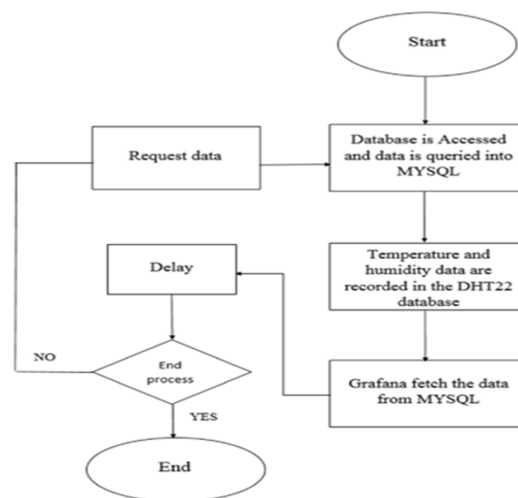 Start
Request data
Database is Accessed
and data is queried into
MYSQL
Temperature and
humidity data are
recorded in the DHT22
database
Delay
NO
End
process
Grafana fetch the data
from MYSQL
YES
End